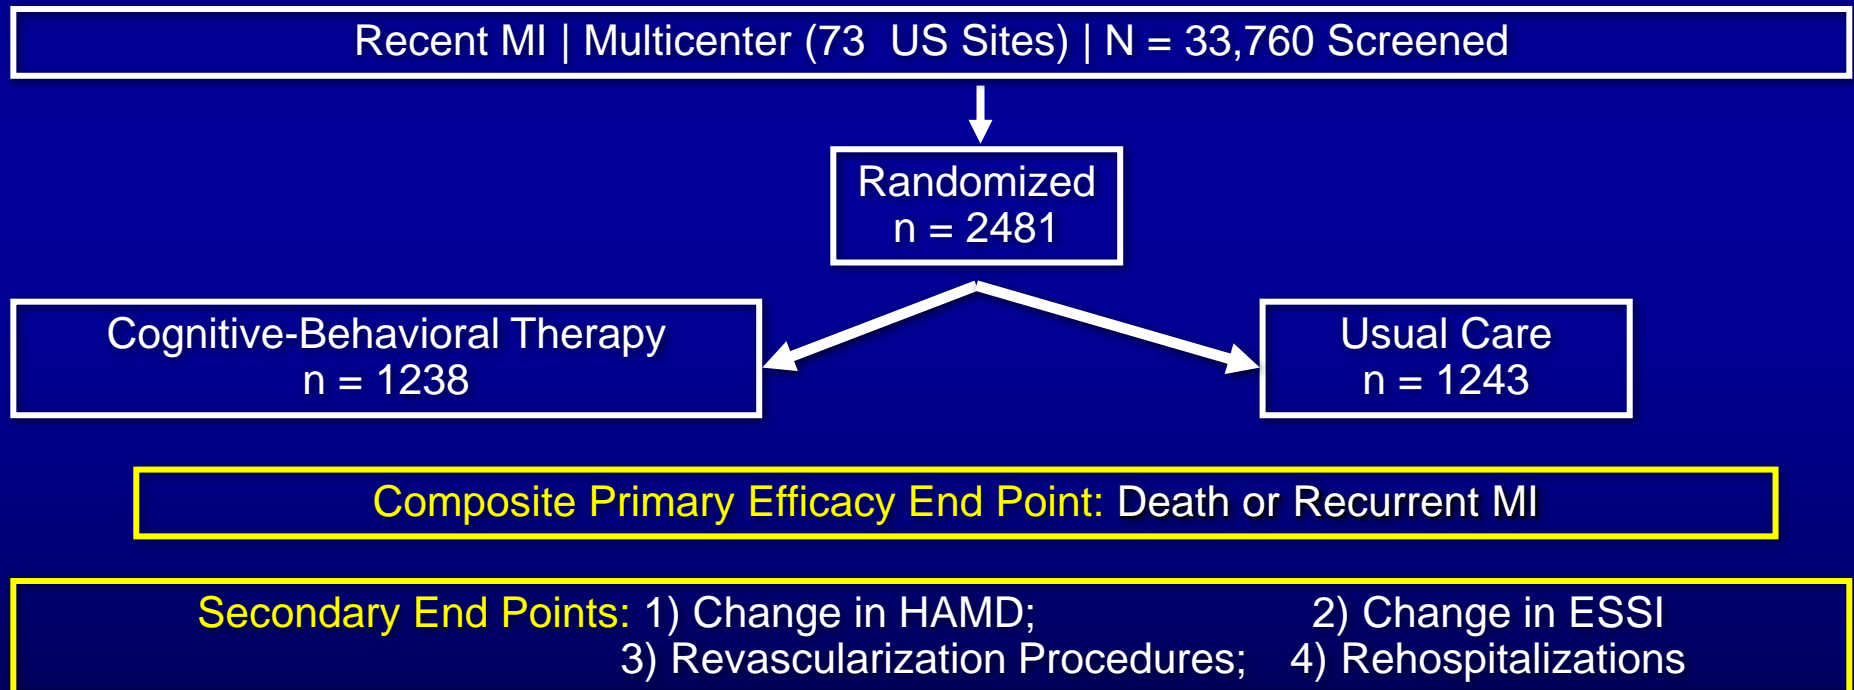 Recent MI | Multicenter (73  US Sites) | N = 33,760 Screened
Randomized
n = 2481
Cognitive-Behavioral Therapy
n = 1238
Usual Care
n = 1243
Composite Primary Efficacy End Point: Death or Recurrent MI
Secondary End Points: 1) Change in HAMD; 2) Change in ESSI
3) Revascularization Procedures; 4) Rehospitalizations